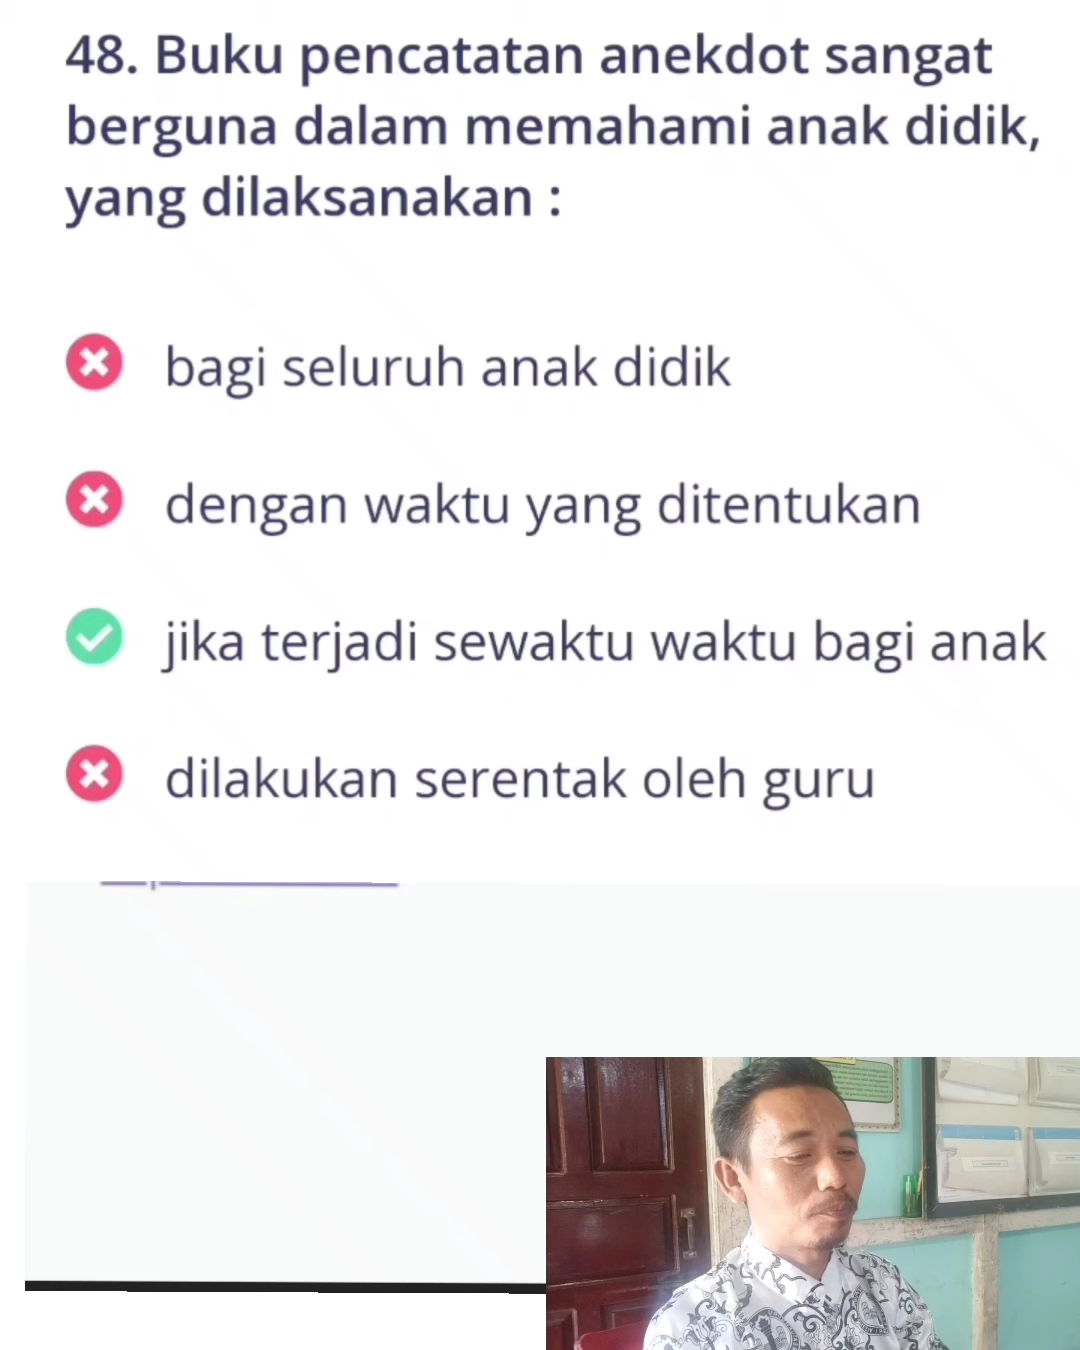 48. Buku pencatatan anekdot sangat
berguna dalam memahami anak didik,
yang dilaksanakan :
bagi seluruh anak didik
dengan waktu yang ditentukan
jika terjadi sewaktu waktu bagi anak
dilakukan serentak oleh guru